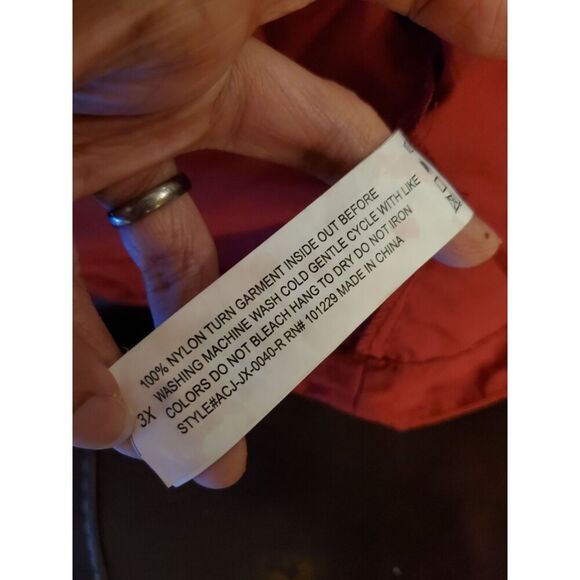 100% NYLON TURN GARMENT INSIDE OUT BEFORE
WASHING MACHINE WASH COLD GENTLE CYCLE WITH LIKE
COLORS DO NOT BLEACH HANG TO DRY DO NOT IRON
STYLE#ACJ-JX-0040-R RN# 101229 MADE IN CHINA
3X